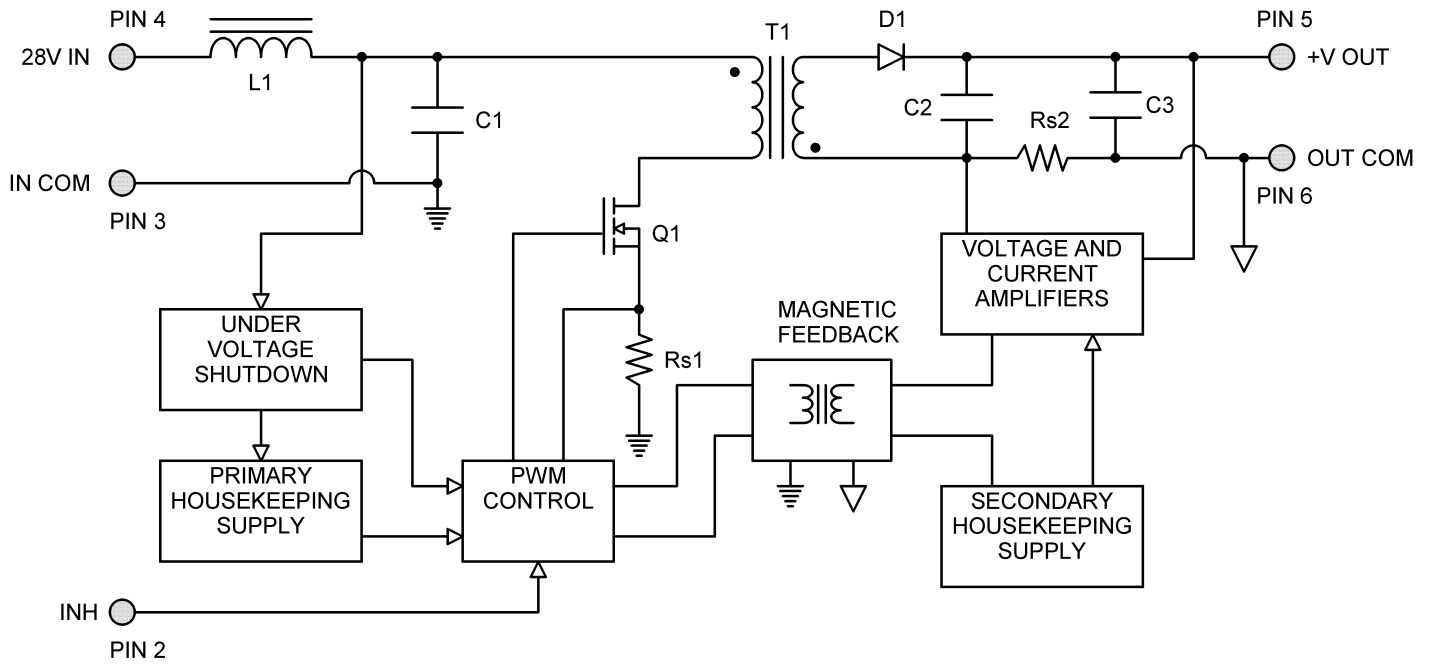 PIN 4
28V IN
L1
C1
IN COM
PIN 3
T1
D1
PIN 5
+V OUT
C2
Rs2
C3
OUT COM
PIN 6
Q1
Rs1
UNDER
VOLTAGE
SHUTDOWN
PRIMARY
HOUSEKEEPING
SUPPLY
PWM
CONTROL
MAGNETIC
FEEDBACK
VOLTAGE AND
CURRENT
AMPLIFIERS
SECONDARY
HOUSEKEEPING
SUPPLY
INH
PIN 2